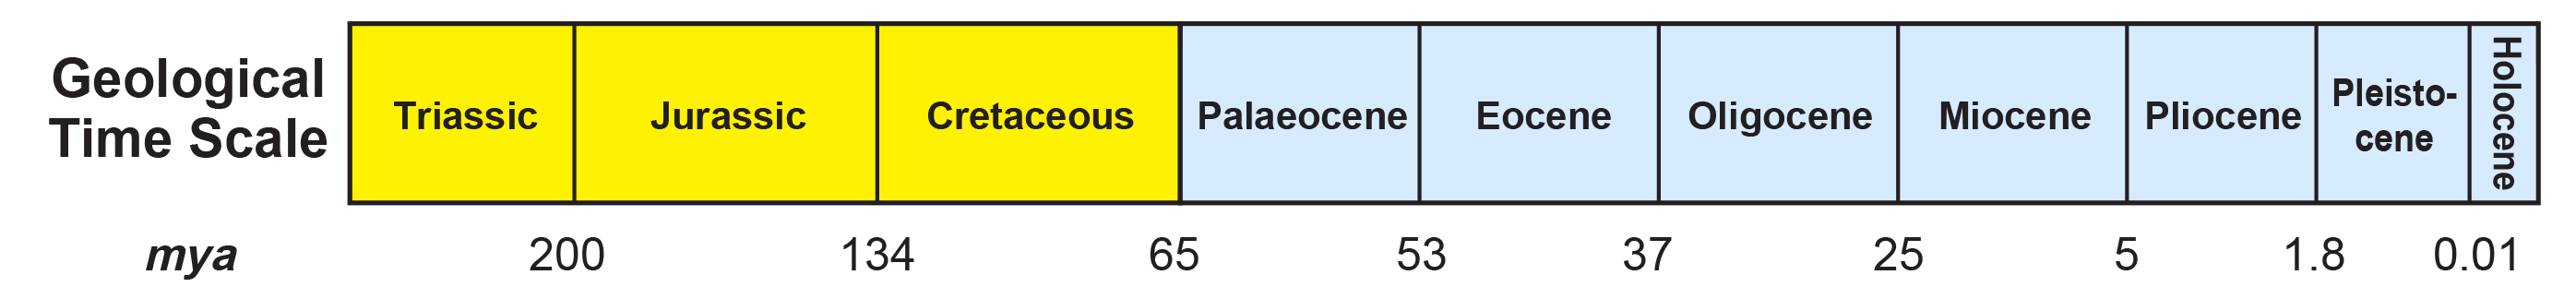 Geological
Time Scale
Triassic
Jurassic
Cretaceous
Palaeocene
Eocene
Oligocene
Miocene
Pliocene
Pleisto-
cene
Holocene
mya
200
134
65
53
37
25
5
1.8
0.01